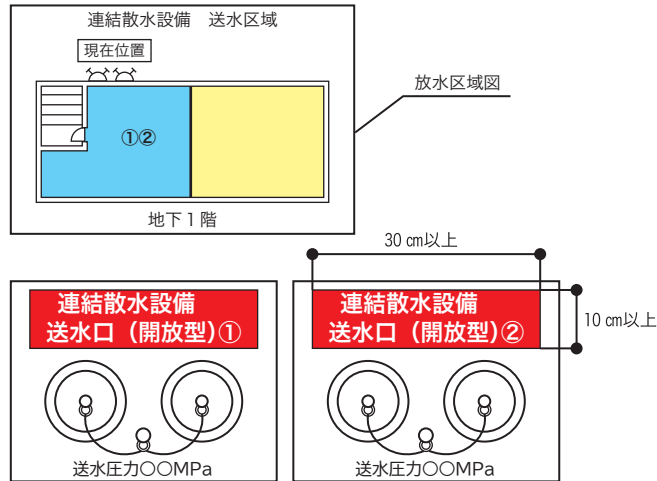 連結散水設備　送水区域
現在位置
放水区域図
①②
地下1階
30㎝以上
連結散水設備
送水口（開放型）①
連結散水設備
送水口（開放型）②
10㎝以上
送水圧力〇〇MPa
送水圧力〇〇MPa